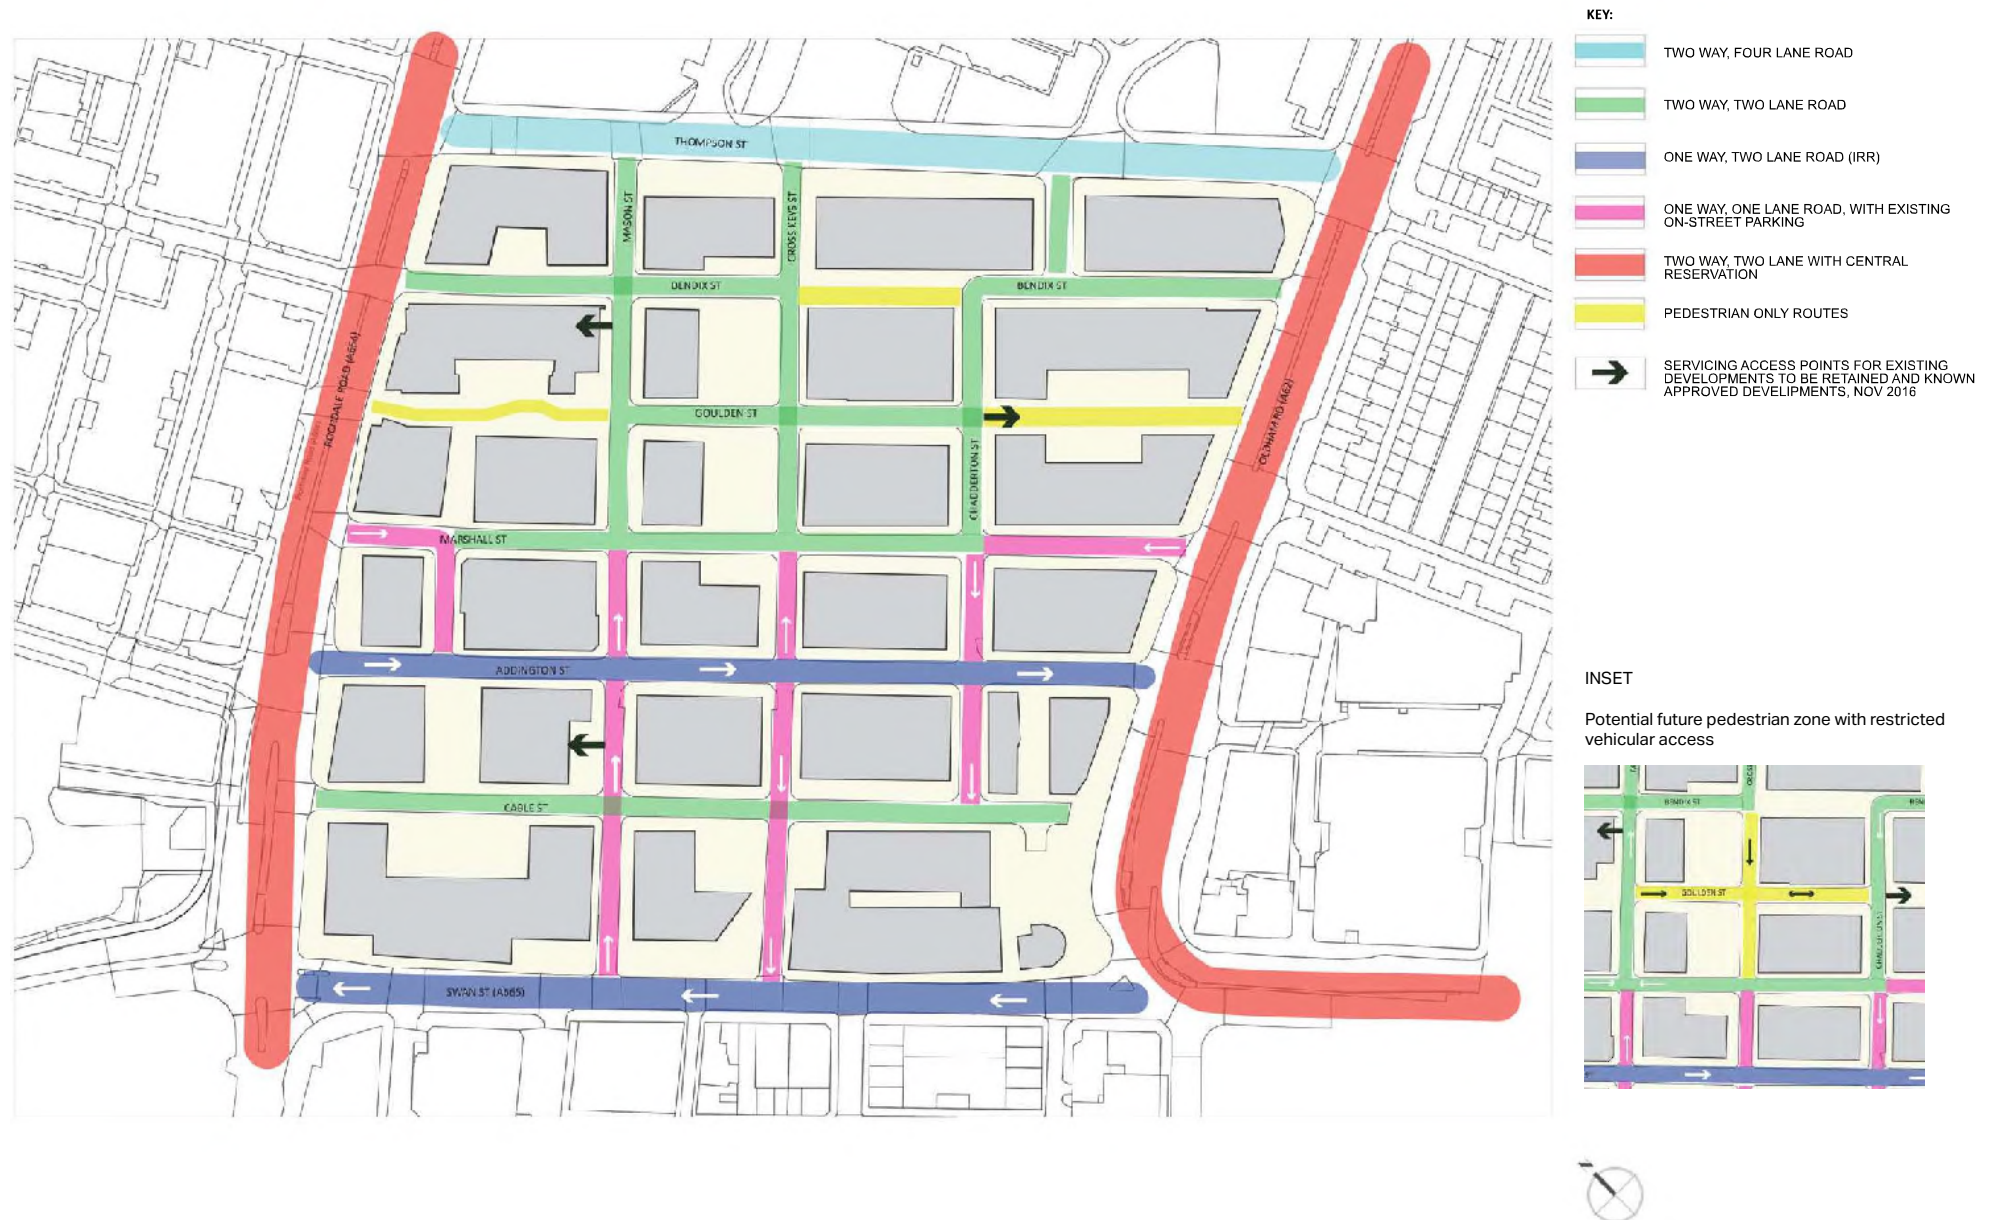 KEY:
TWO WAY, FOUR LANE ROAD
TWO WAY, TWO LANE ROAD
ONE WAY, TWO LANE ROAD (IRR)
ONE WAY, ONE LANE ROAD, WITH EXISTING
ON-STREET PARKING
TWO WAY, TWO LANE WITH CENTRAL
RESERVATION
PEDESTRIAN ONLY ROUTES
SERVICING ACCESS POINTS FOR EXISTING
DEVELOPMENTS TO BE RETAINED AND KNOWN
APPROVED DEVELIPMENTS, NOV 2016
THOMPSON ST
MASON ST
CROSS KEYS ST
BENDIX ST
BENDIX ST
ROCHDALE ROAD (A664)
GOULDEN ST
OLDHAM RD (A62)
CHADDERTON ST
MARSHALL ST
ADDINGTON ST
CABLE ST
SWAN ST (A665)
INSET
Potential future pedestrian zone with restricted
vehicular access
BENDIX ST
GOULDEN ST